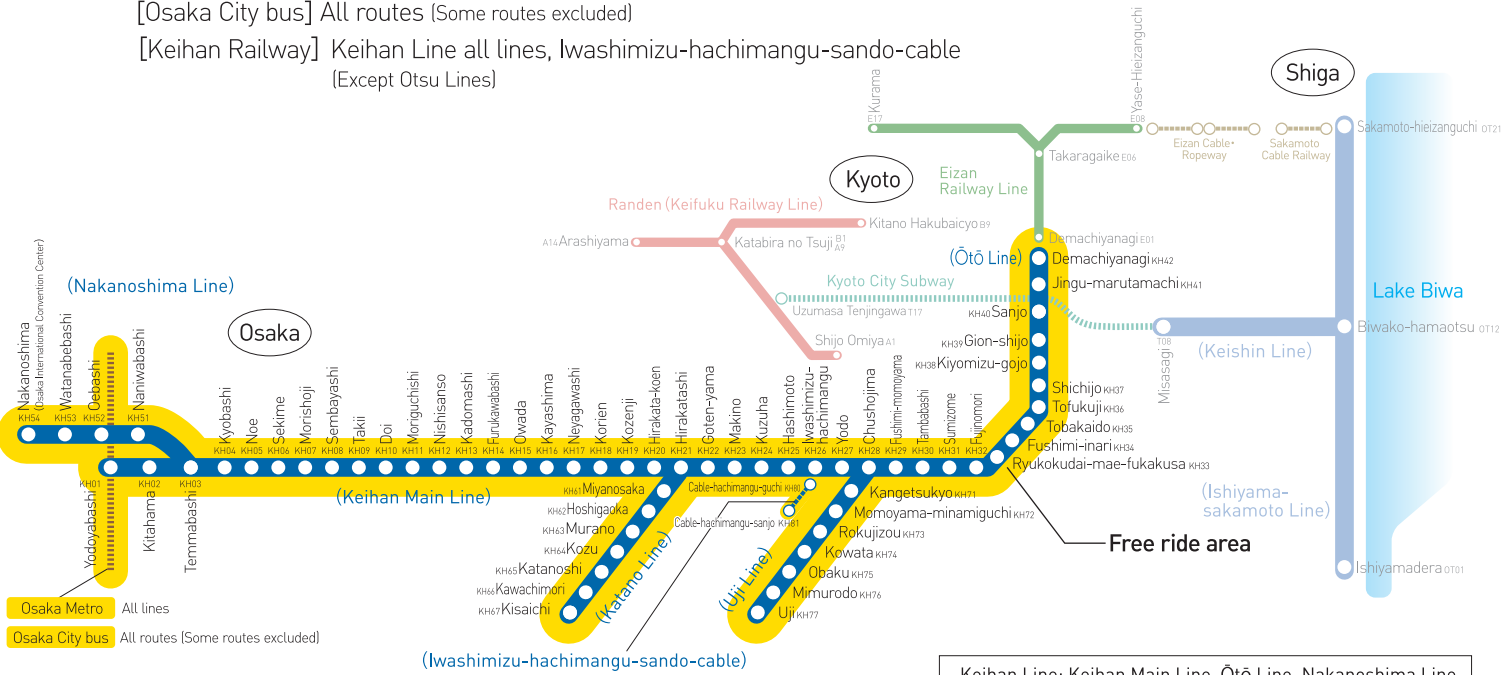 [Osaka City bus] All routes (Some routes excluded)
[Keihan Railway] Keihan Line all lines, Iwashimizu-hachimangu-sando-cable
(Except Otsu Lines)
Shiga
Kyoto
Osaka
Kurama
E17
Yase-Hieizanguchi
E08
Takaragaike E06
Eizan
Railway Line
Eizan Cable・
Ropeway
Sakamoto
Cable Railway
Sakamoto-hieizanguchi OT21
Randen (Keifuku Railway Line)
A14 Arashiyama
Katabira no Tsuji B1
A9
Kitano Hakubaicyo B9
Shijo Omiya A1
Kyoto City Subway
Uzumasa Tenjingawa T17
Demachiyanagi E01
(Ōtō Line)
Demachiyanagi KH42
Jingu-marutamachi KH41
KH40 Sanjo
KH39 Gion-shijo
KH38 Kiyomizu-gojo
Shichijo KH37
Tofukuji KH36
Tobakaido KH35
Fushimi-inari KH34
Ryukokudai-mae-fukakusa KH33
T08
Misasagi
(Keishin Line)
Lake Biwa
Biwako-hamaotsu OT12
(Ishiyama-
sakamoto Line)
Ishiyamadera OT01
(Nakanoshima Line)
Nakanoshima
(Osaka International Convention Center)
KH54
Watanabebashi
KH53
Oebashi
KH52
Naniwabashi
KH51
KH01
Yodoyabashi
KH02
Kitahama
KH03
Temmabashi
Kyobashi
KH04
Noe
KH05
Sekime
KH06
Morishoji
KH07
Sembayashi
KH08
Takii
KH09
Doi
KH10
Moriguchishi
KH11
Nishisanso
KH12
Kadomashi
KH13
Furukawabashi
KH14
Owada
KH15
Kayashima
KH16
Neyagawashi
KH17
Korien
KH18
Kozenji
KH19
Hirakata-koen
KH20
Hirakatashi
KH21
Goten-yama
KH22
Makino
KH23
Kuzuha
KH24
Hashimoto
KH25
Iwashimizu-
hachimangu
KH26
Yodo
KH27
Chushojima
KH28
Fushimi-momoyama
KH29
Tambabashi
KH30
Sumizome
KH31
Fujinomori
KH32
(Keihan Main Line)
KH61 Miyanosaka
KH62 Hoshigaoka
KH63 Murano
KH64 Kozu
KH65 Katanoshi
KH66 Kawachimori
KH67 Kisaichi
(Katano Line)
Cable-hachimangu-guchi KH80
Cable-hachimangu-sanjo KH81
Kangetsukyo KH71
Momoyama-minamiguchi KH72
Rokujizou KH73
Kowata KH74
Obaku KH75
Mimurodo KH76
Uji KH77
(Uji Line)
Free ride area
Osaka Metro All lines
Osaka City bus All routes (Some routes excluded)
(Iwashimizu-hachimangu-sando-cable)
Keihan Line: Keihan Main Line, Ōtō Line, Nakanoshima Line